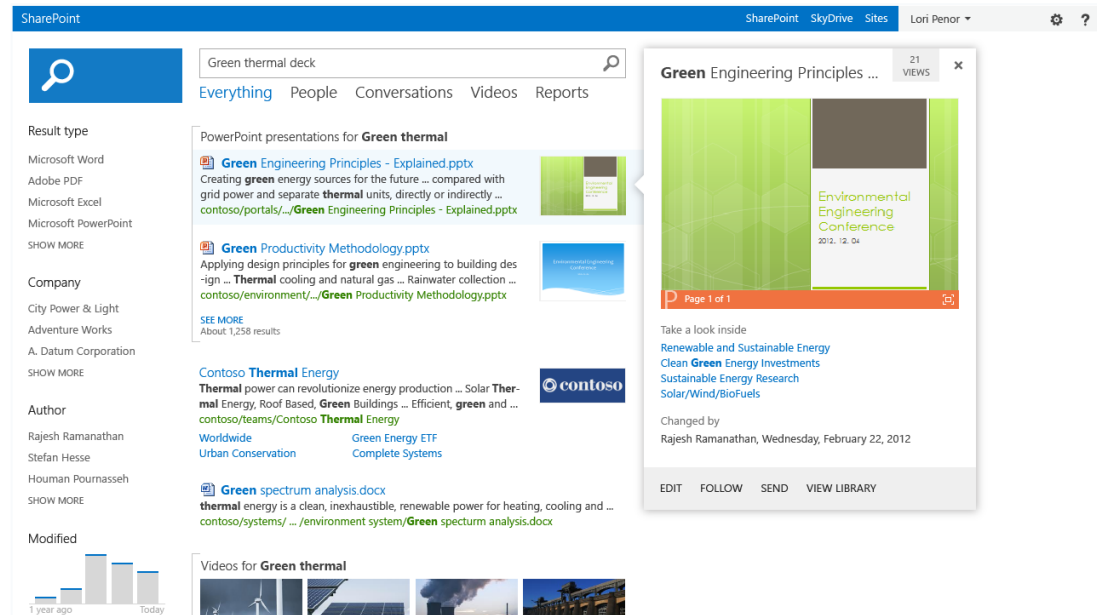 SharePoint
SharePoint SkyDrive Sites Lori Penor
?
Green thermal deck
Everything People Conversations Videos Reports
Result type
Microsoft Word
Adobe PDF
Microsoft Excel
Microsoft PowerPoint
SHOW MORE
Company
City Power & Light
Adventure Works
A. Datum Corporation
SHOW MORE
Author
Rajesh Ramanathan
Stefan Hesse
Houman Pournasseh
SHOW MORE
Modified
1 year ago Today
PowerPoint presentations for Green thermal
Green Engineering Principles - Explained.pptx
Creating green energy sources for the future ... compared with
grid power and separate thermal units, directly or indirectly ...
contoso/portals/.../Green Engineering Principles - Explained.pptx
Environmental
Engineering
Conference
Green Productivity Methodology.pptx
Applying design principles for green engineering to building des
-ign ... Thermal cooling and natural gas ... Rainwater collection ...
contoso/environment/.../Green Productivity Methodology.pptx
Environmental Engineering
Conference
SEE MORE
About 1,258 results
Contoso Thermal Energy
Thermal power can revolutionize energy production ... Solar Ther-
mal Energy, Roof Based, Green Buildings ... Efficient, green and ...
contoso/teams/Contoso Thermal Energy
Worldwide Green Energy ETF
Urban Conservation Complete Systems
contoso
Green spectrum analysis.docx
thermal energy is a clean, inexhaustible, renewable power for heating, cooling and ...
contoso/systems/ ... /environment system/Green specturm analysis.docx
Videos for Green thermal
Green Engineering Principles ...
21
VIEWS
Environmental
Engineering
Conference
2012. 12. 04
Page 1 of 1
Take a look inside
Renewable and Sustainable Energy
Clean Green Energy Investments
Sustainable Energy Research
Solar/Wind/BioFuels
Changed by
Rajesh Ramanathan, Wednesday, February 22, 2012
EDIT FOLLOW SEND VIEW LIBRARY